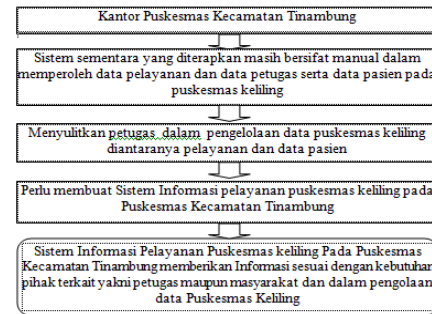 Kantor Puskesmas Kecamatan Tinambung
Sistem sementara yang diterapkan masih bersifat manual dalam
memperoleh data pelayanan dan data petugas serta data pasien pada
puskesmas keliling
Menyulitkan petugas dalam pengelolaan data puskesmas keliling
diantaranya pelayanan dan data pasien
Perlu membuat Sistem Informasi pelayanan puskesmas keliling pada
Puskesmas Kecamatan Tinambung
Sistem Informasi Pelayanan Puskesmas keliling Pada Puskesmas
Kecamatan Tinambung memberikan Informasi sesuai dengan kebutuhan
pihak terkait yakni petugas maupun masyarakat dan dalam pengolaan
data Puskesmas Keliling